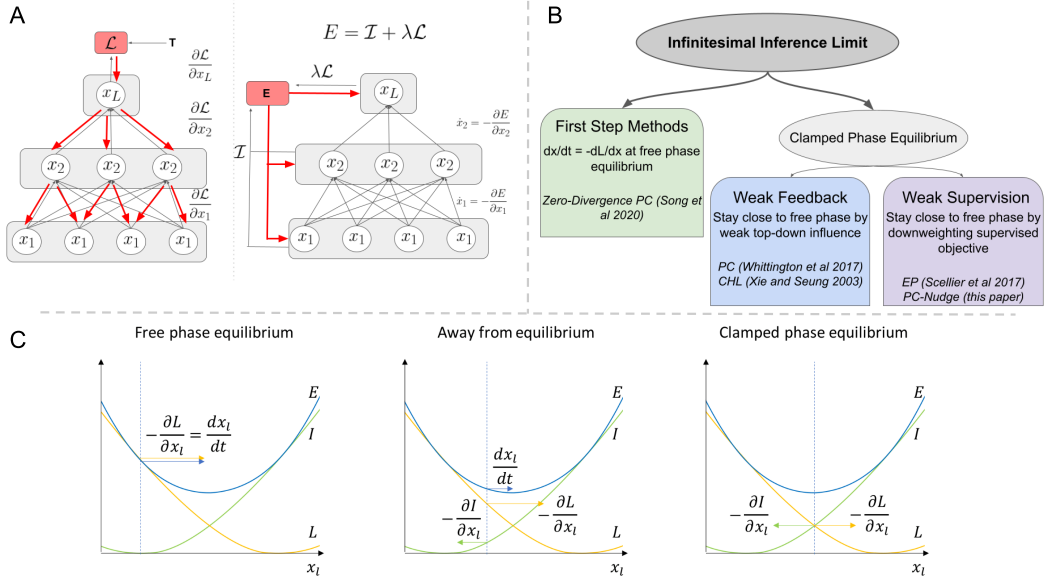 A
ℒ
T
∂ℒ/∂x_L
x_L
∂ℒ/∂x_2
x_2 x_2 x_2
∂ℒ/∂x_1
x_1 x_1 x_1 x_1
E = ℐ + λℒ
λℒ
E
x_L
ẋ_2 = −∂E/∂x_2
ℐ
x_2 x_2 x_2
ẋ_1 = −∂E/∂x_1
x_1 x_1 x_1 x_1
B
Infinitesimal Inference Limit
First Step Methods
dx/dt = -dL/dx at free phase
equilibrium
Zero-Divergence PC (Song et
al 2020)
Clamped Phase Equilibrium
Weak Feedback
Stay close to free phase by
weak top-down influence
PC (Whittington et al 2017)
CHL (Xie and Seung 2003)
Weak Supervision
Stay close to free phase by
downweighting supervised
objective
EP (Scellier et al 2017)
PC-Nudge (this paper)
C
Free phase equilibrium
E
I
−∂L/∂x_l = dx_l/dt
L
x_l
Away from equilibrium
E
I
dx_l/dt
−∂I/∂x_l
−∂L/∂x_l
L
x_l
Clamped phase equilibrium
E
I
−∂I/∂x_l
−∂L/∂x_l
L
x_l